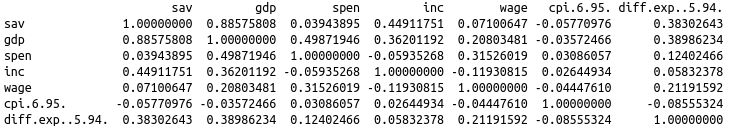 sav gdp spen inc wage cpi.6.95. diff.exp..5.94.
sav 1.00000000 0.88575808 0.03943895 0.44911751 0.07100647 -0.05770976 0.38302643
gdp 0.88575808 1.00000000 0.49871946 0.36201192 0.20803481 -0.03572466 0.38986234
spen 0.03943895 0.49871946 1.00000000 -0.05935268 0.31526019 0.03086057 0.12402466
inc 0.44911751 0.36201192 -0.05935268 1.00000000 -0.11930815 0.02644934 0.05832378
wage 0.07100647 0.20803481 0.31526019 -0.11930815 1.00000000 -0.04447610 0.21191592
cpi.6.95. -0.05770976 -0.03572466 0.03086057 0.02644934 -0.04447610 1.00000000 -0.08555324
diff.exp..5.94. 0.38302643 0.38986234 0.12402466 0.05832378 0.21191592 -0.08555324 1.00000000